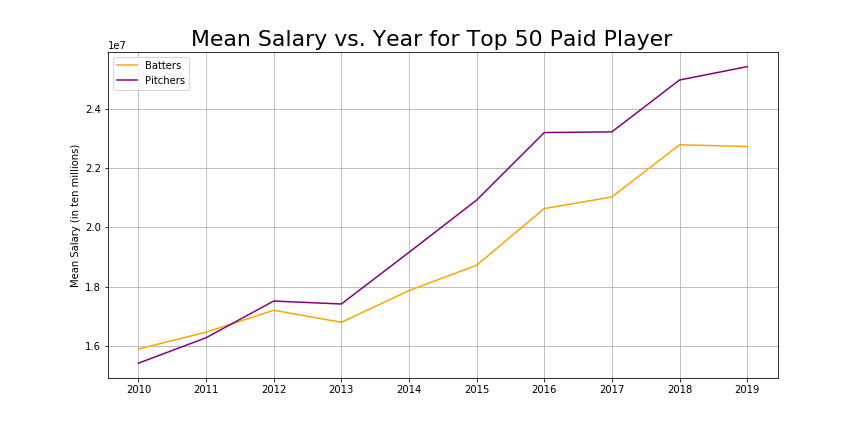 Mean Salary vs. Year for Top 50 Paid Player
1e7
Batters
Pitchers
2.4
2.2
2.0
1.8
1.6
Mean Salary (in ten millions)
2010 2011 2012 2013 2014 2015 2016 2017 2018 2019